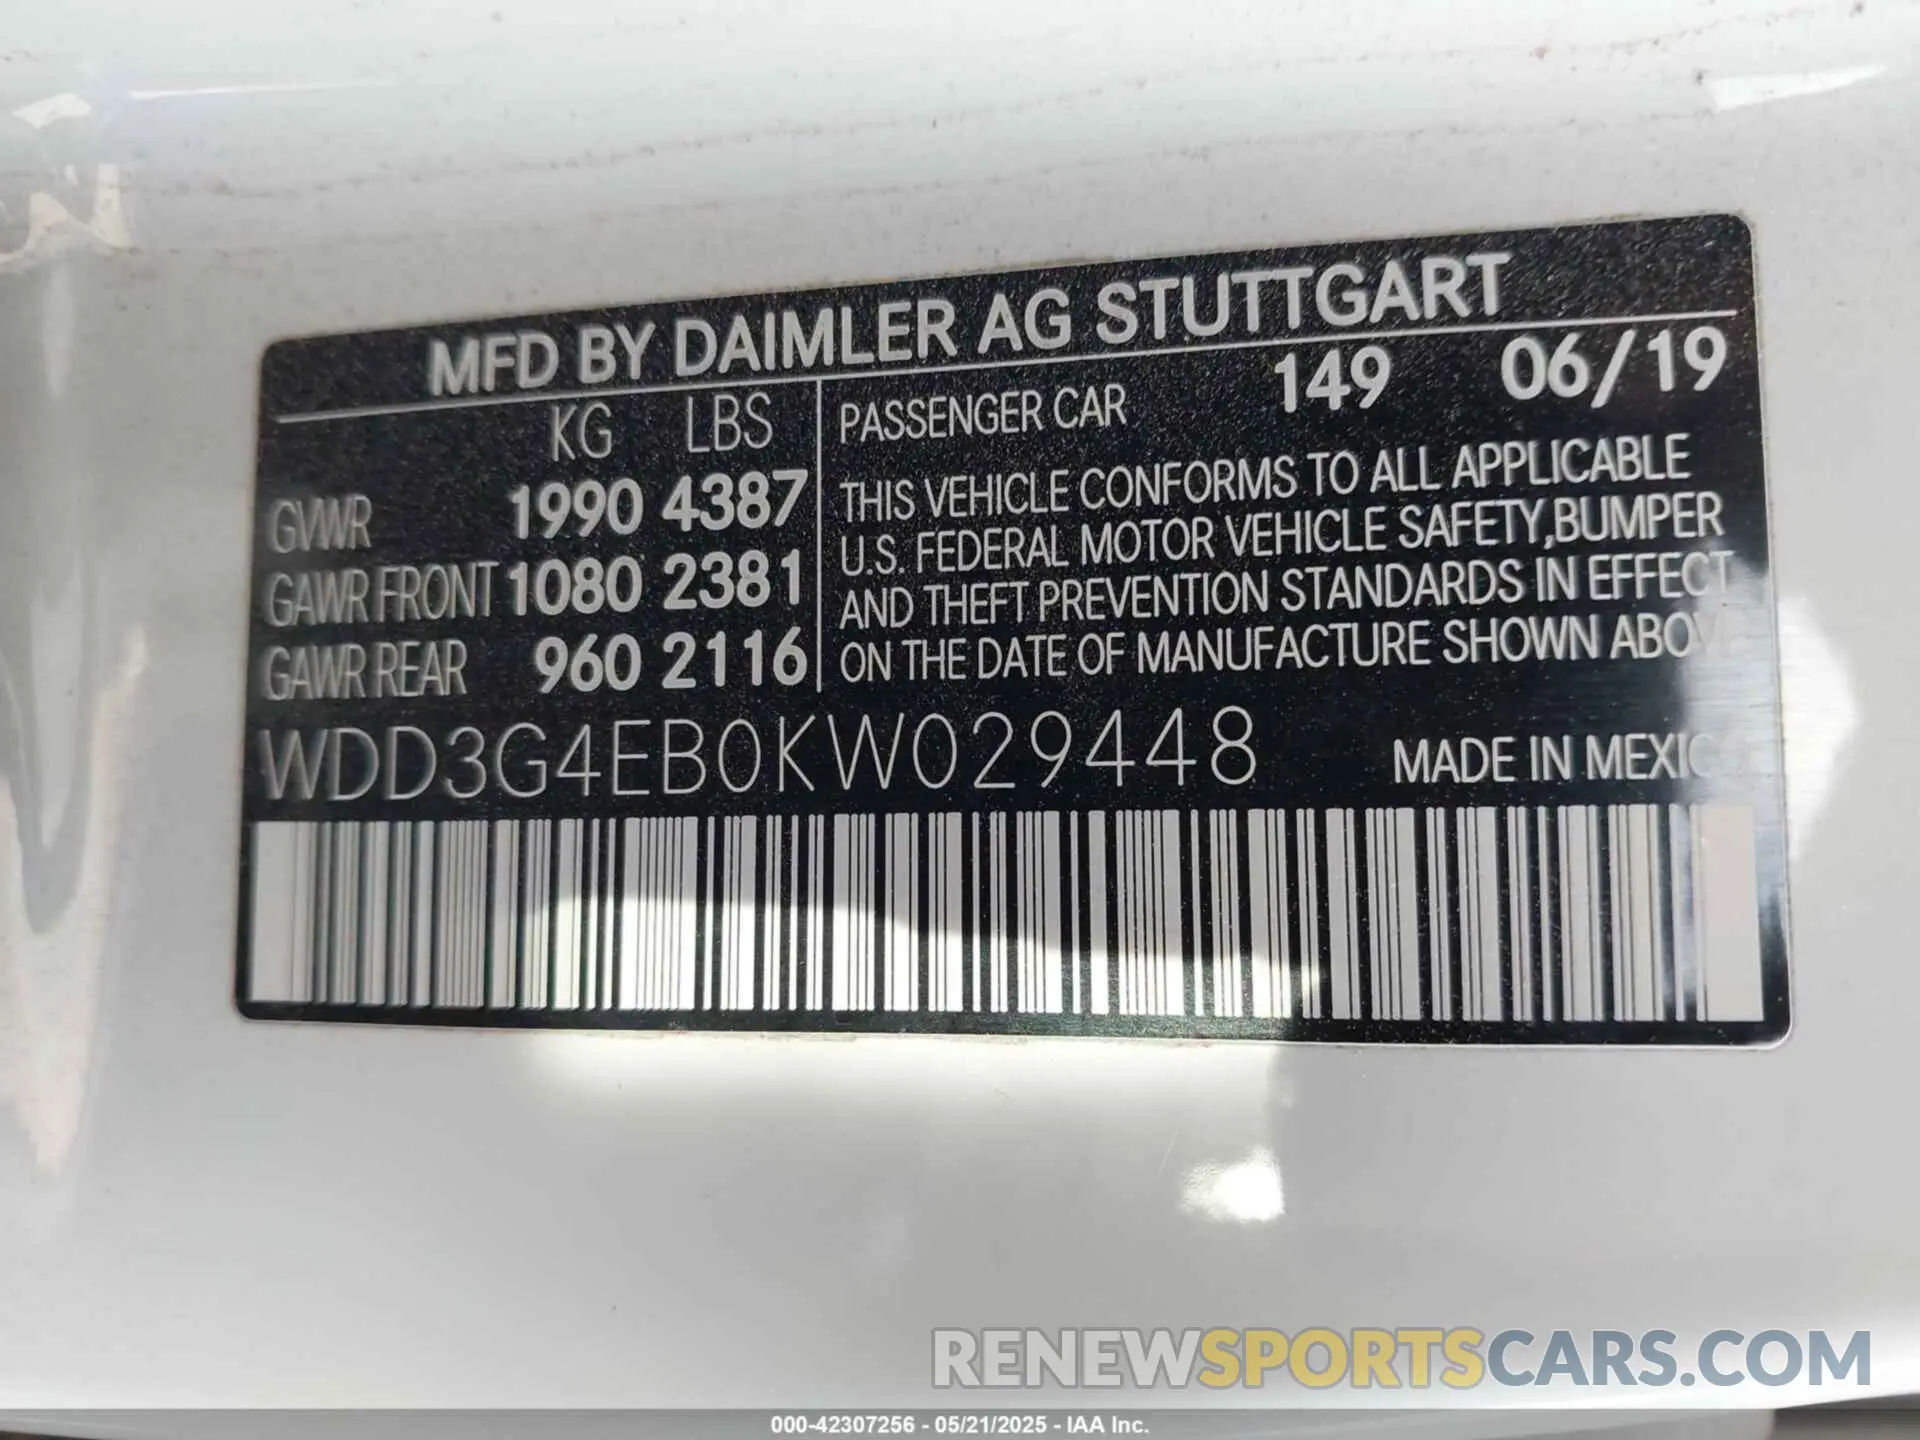 MFD BY DAIMLER AG STUTTGART
KG LBS
PASSENGER CAR 149 06/19
GVWR 1990 4387
GAWR FRONT 1080 2381
GAWR REAR 960 2116
THIS VEHICLE CONFORMS TO ALL APPLICABLE
U.S. FEDERAL MOTOR VEHICLE SAFETY,BUMPER
AND THEFT PREVENTION STANDARDS IN EFFECT
ON THE DATE OF MANUFACTURE SHOWN ABOVE
WDD3G4EB0KW029448
MADE IN MEXICO
RENEWSPORTSCARS.COM
000-42307256 - 05/21/2025 - IAA Inc.